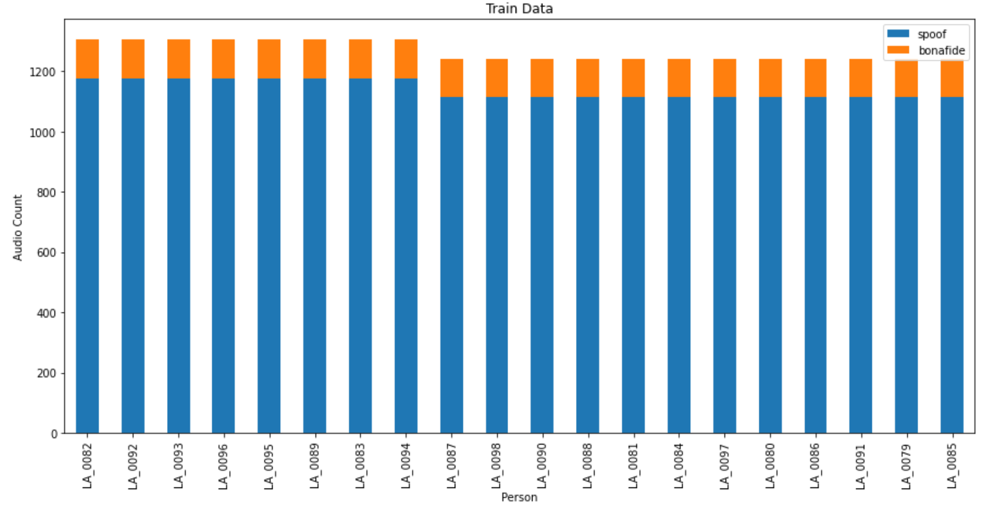 Train Data
spoof
bonafide
1200
1000
800
600
400
200
0
Audio Count
LA_0082
LA_0092
LA_0093
LA_0096
LA_0095
LA_0089
LA_0083
LA_0094
LA_0087
LA_0098
LA_0090
LA_0088
LA_0081
LA_0084
LA_0097
LA_0080
LA_0086
LA_0091
LA_0079
LA_0085
Person